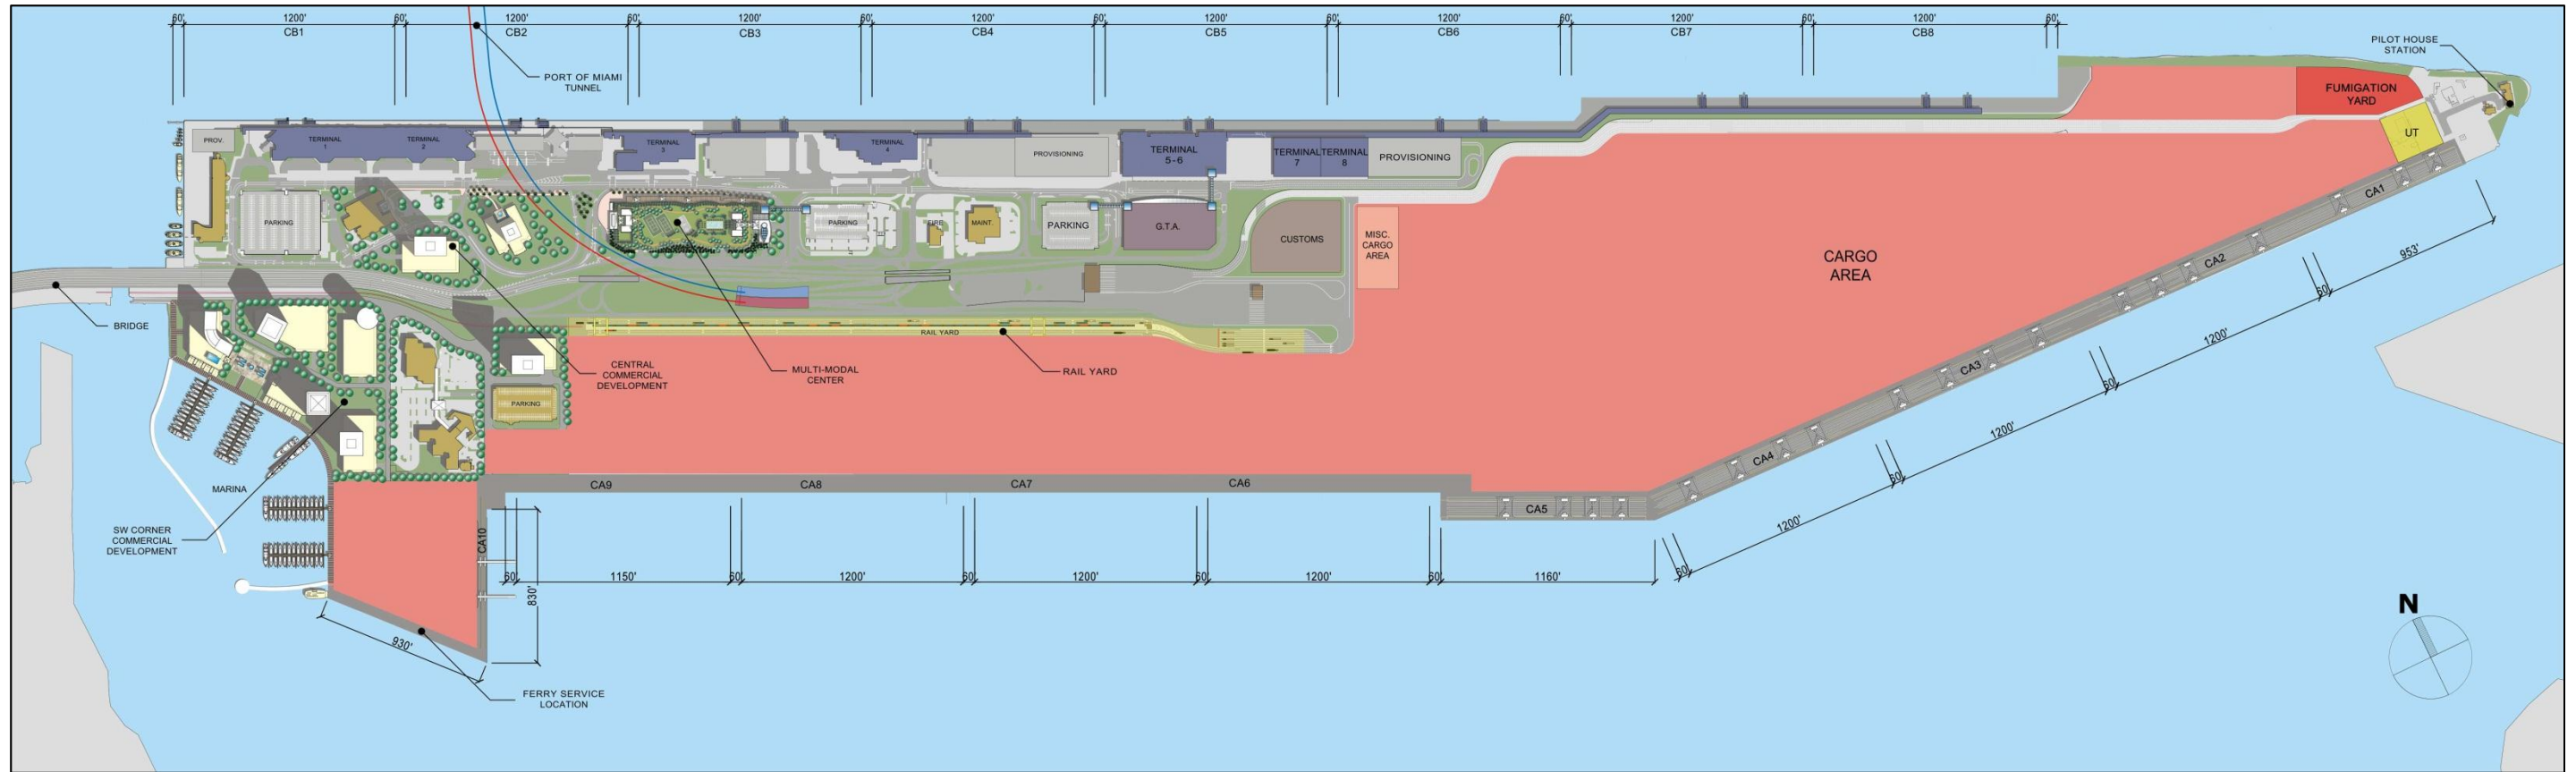 60'
1200'
60'
1200'
60'
1200'
60'
1200'
60'
1200'
60'
1200'
60'
1200'
60'
1200'
60'
CB1
CB2
CB3
CB4
CB5
CB6
CB7
CB8
PILOT HOUSE
STATION
PORT OF MIAMI
TUNNEL
FUMIGATION
YARD
UT
PROV.
TERMINAL
1
TERMINAL
2
TERMINAL
3
TERMINAL
4
PROVISIONING
TERMINAL
5-6
TERMINAL
7
TERMINAL
8
PROVISIONING
PARKING
PARKING
FIRE
MAINT.
PARKING
G.T.A.
CUSTOMS
MISC.
CARGO
AREA
CARGO
AREA
CA1
CA2
CA3
CA4
953'
60'
1200'
60'
1200'
60'
1200'
60'
BRIDGE
RAIL YARD
CENTRAL
COMMERCIAL
DEVELOPMENT
MULTI-MODAL
CENTER
RAIL YARD
PARKING
MARINA
SW CORNER
COMMERCIAL
DEVELOPMENT
CA9
CA8
CA7
CA6
CA5
CA10
60'
1150'
60'
1200'
60'
1200'
60'
1200'
60'
1160'
830'
930'
FERRY SERVICE
LOCATION
N